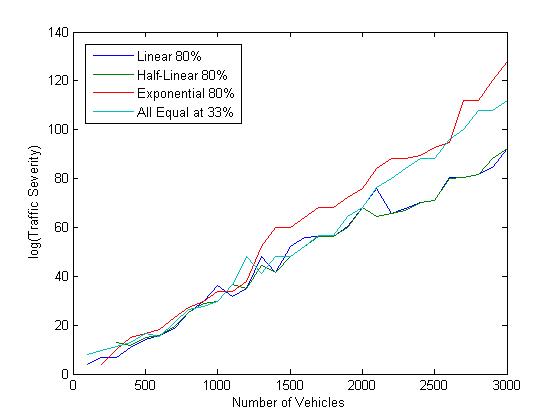 140
120
100
80
60
40
20
0
log(Traffic Severity)
Linear 80%
Half-Linear 80%
Exponential 80%
All Equal at 33%
0 500 1000 1500 2000 2500 3000
Number of Vehicles